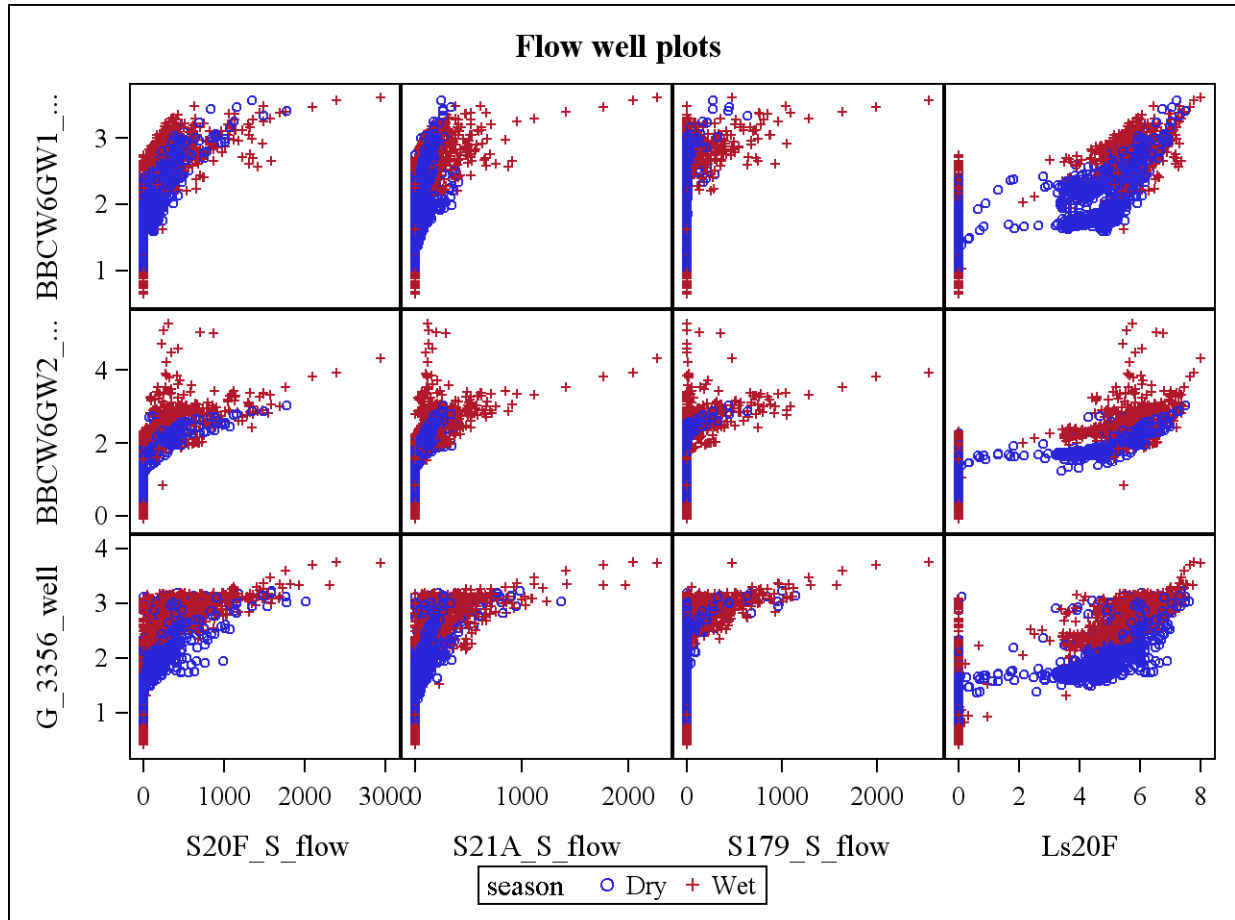 Flow well plots
BBCW6GW1_...
3
2
1
BBCW6GW2_...
4
2
0
G_3356_well
4
3
2
1
0 1000 2000 3000
0 1000 2000
0 1000 2000
0 2 4 6 8
S20F_S_flow S21A_S_flow S179_S_flow Ls20F
season Dry Wet